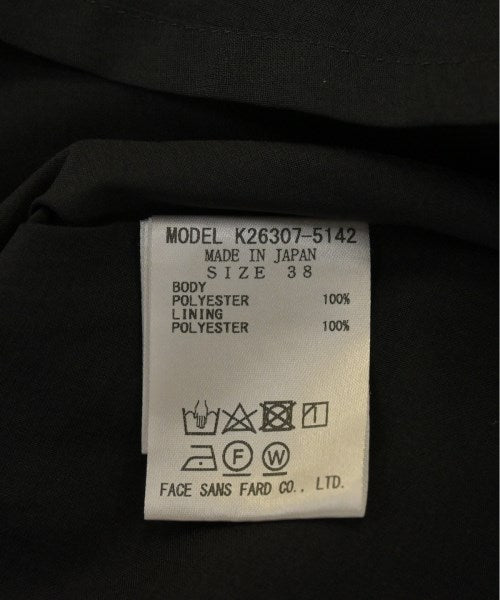 MODEL K26307-5142
MADE IN JAPAN
SIZE 38
BODY
POLYESTER 100%
LINING
POLYESTER 100%
F W
FACE SANS FARD CO., LTD.